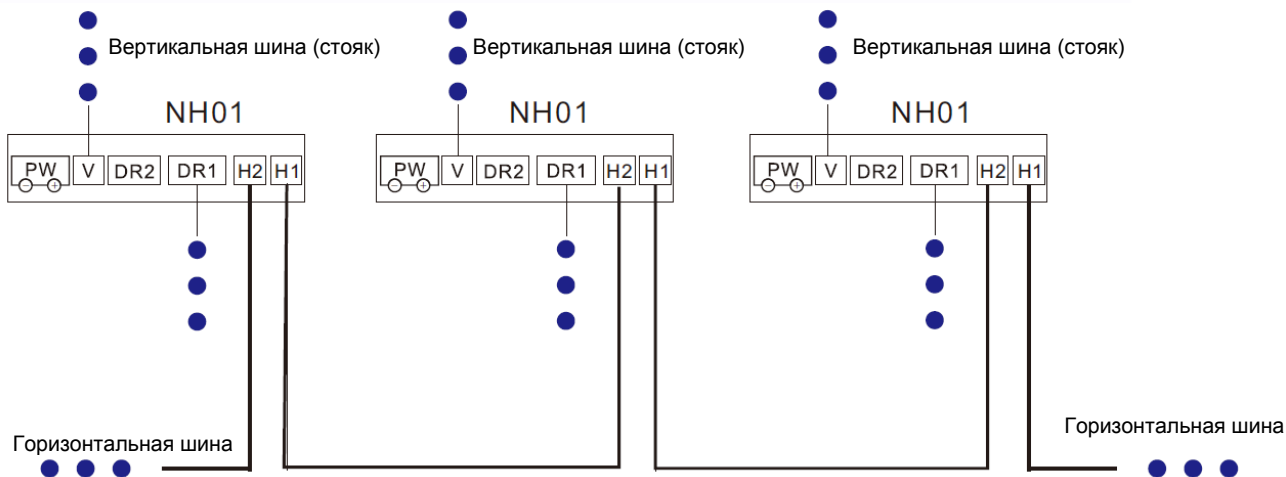 Вертикальная шина (стояк) Вертикальная шина (стояк) Вертикальная шина (стояк)
NH01 NH01 NH01
PW V DR2 DR1 H2 H1 PW V DR2 DR1 H2 H1 PW V DR2 DR1 H2 H1
− + − + − +
Горизонтальная шина Горизонтальная шина